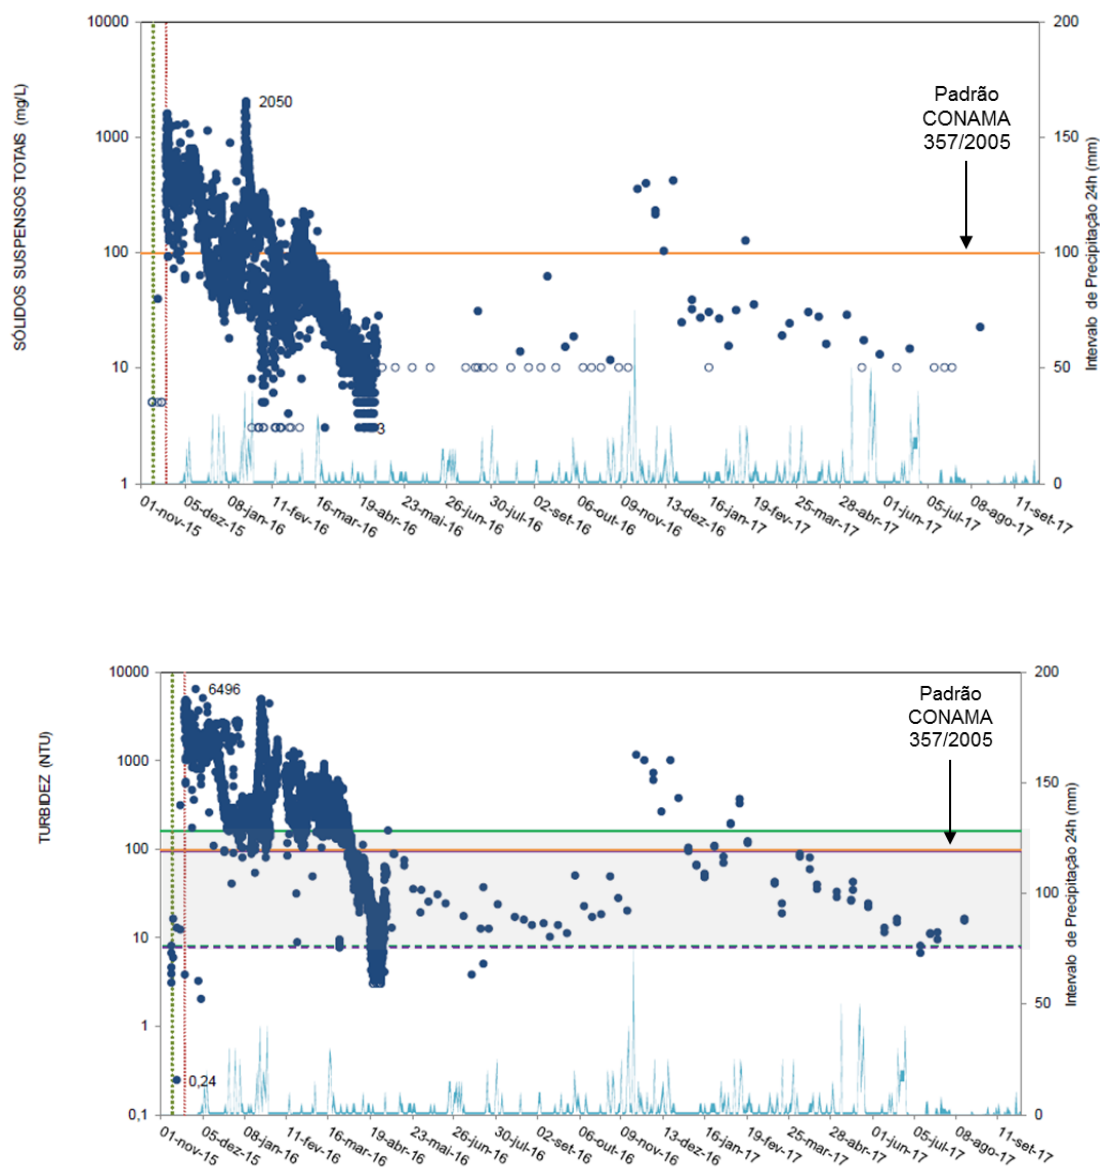 10000
1000
100
10
1
SÓLIDOS SUSPENSOS TOTAIS (mg/L)
2050
3
Padrão
CONAMA
357/2005
200
150
100
50
0
Intervalo de Precipitação 24h (mm)
01-nov-15
05-dez-15
08-jan-16
11-fev-16
16-mar-16
19-abr-16
23-mai-16
26-jun-16
30-jul-16
02-set-16
06-out-16
09-nov-16
13-dez-16
16-jan-17
19-fev-17
25-mar-17
28-abr-17
01-jun-17
05-jul-17
08-ago-17
11-set-17
10000
1000
100
10
1
0,1
TURBIDEZ (NTU)
6496
0,24
Padrão
CONAMA
357/2005
200
150
100
50
0
Intervalo de Precipitação 24h (mm)
01-nov-15
05-dez-15
08-jan-16
11-fev-16
16-mar-16
19-abr-16
23-mai-16
26-jun-16
30-jul-16
02-set-16
06-out-16
09-nov-16
13-dez-16
16-jan-17
19-fev-17
25-mar-17
28-abr-17
01-jun-17
05-jul-17
08-ago-17
11-set-17